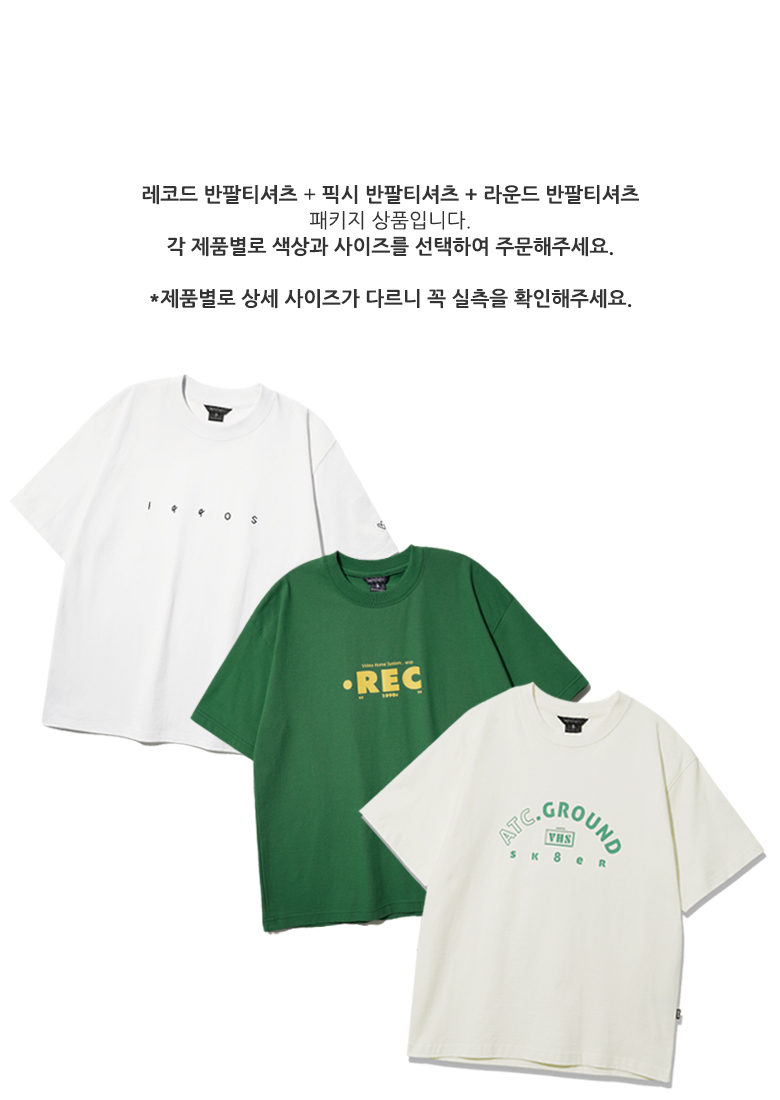 레코드 반팔티셔츠 + 픽시 반팔티셔츠 + 라운드 반팔티셔츠
패키지 상품입니다.
각 제품별로 색상과 사이즈를 선택하여 주문해주세요.
*제품별로 상세 사이즈가 다르니 꼭 실측을 확인해주세요.
Video Home System
•REC
1990s
ATC.GROUND
VHS
SK8eR